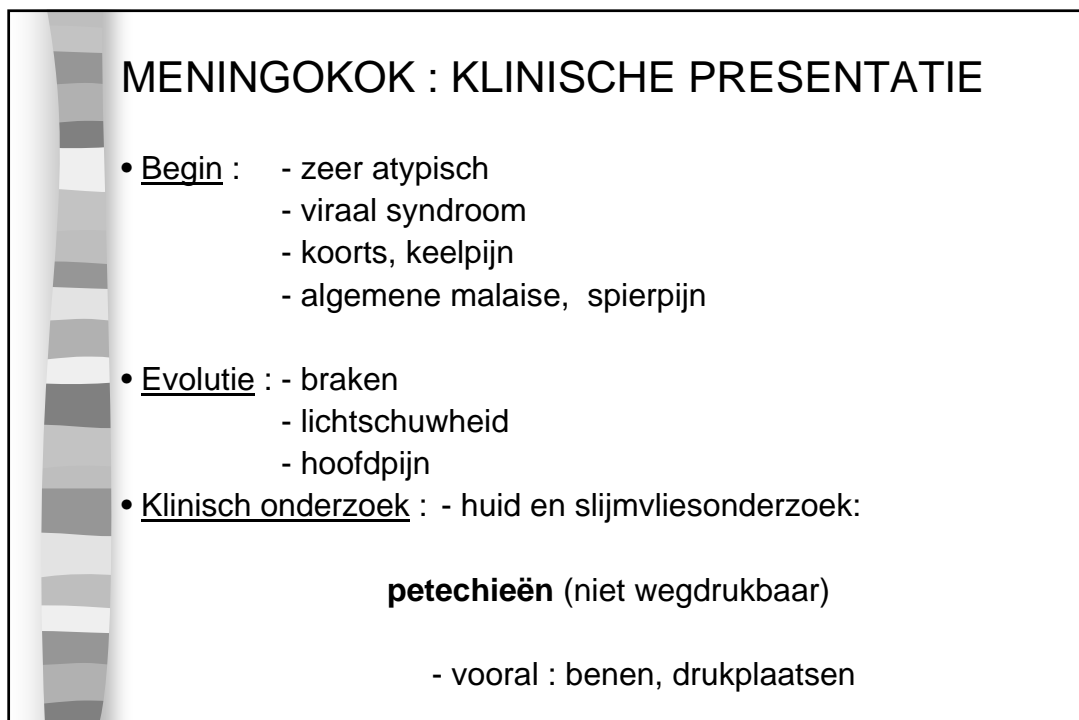 MENINGOKOK : KLINISCHE PRESENTATIE
• Begin : - zeer atypisch
- viraal syndroom
- koorts, keelpijn
- algemene malaise, spierpijn
• Evolutie : - braken
- lichtschuwheid
- hoofdpijn
• Klinisch onderzoek : - huid en slijmvliesonderzoek:
petechieën (niet wegdrukbaar)
- vooral : benen, drukplaatsen